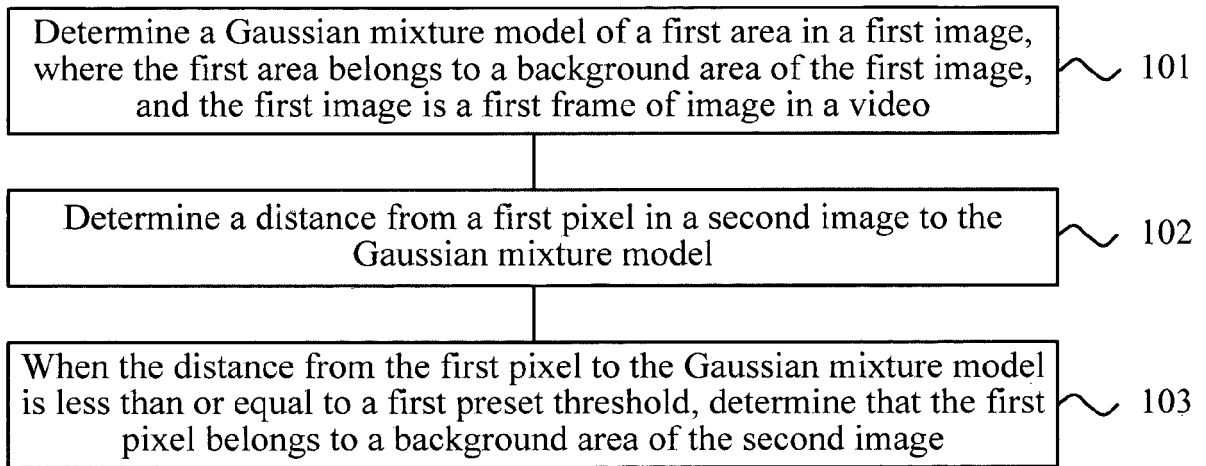 Determine a Gaussian mixture model of a first area in a first image,
where the first area belongs to a background area of the first image,
and the first image is a first frame of image in a video
101
Determine a distance from a first pixel in a second image to the
Gaussian mixture model
102
When the distance from the first pixel to the Gaussian mixture model
is less than or equal to a first preset threshold, determine that the first
pixel belongs to a background area of the second image
103